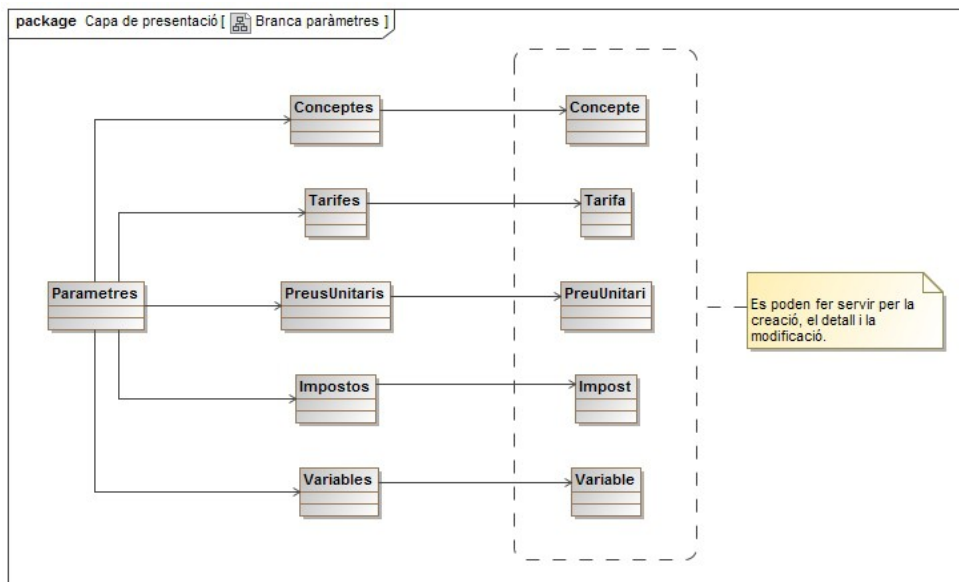 package Capa de presentació [ Branca paràmetres ]
Conceptes
Concepte
Tarifes
Tarifa
Parametres
PreusUnitaris
PreuUnitari
Es poden fer servir per la
creació, el detall i la
modificació.
Impostos
Impost
Variables
Variable